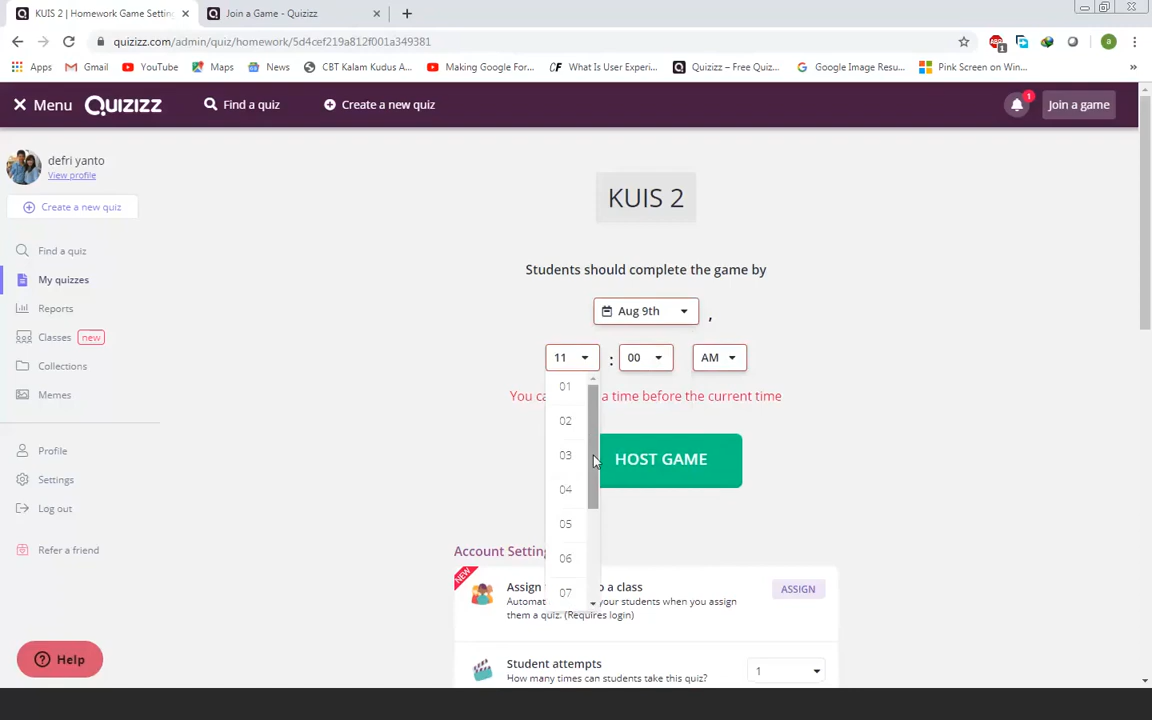 KUIS 2 | Homework Game Settin
Join a Game - Quizizz
quizizz.com/admin/quiz/homework/5d4cef219a812f001a349381
Apps
Gmail
YouTube
Maps
News
CBT Kalam Kudus A...
Making Google For...
What Is User Experi...
Quizizz – Free Quiz...
Google Image Resu...
Pink Screen on Win...
Menu
QUIZIZZ
Find a quiz
Create a new quiz
1
Join a game
defri yanto
View profile
Create a new quiz
Find a quiz
My quizzes
Reports
Classes new
Collections
Memes
Profile
Settings
Log out
Refer a friend
Help
KUIS 2
Students should complete the game by
Aug 9th ,
11 : 00 AM
You ca a time before the current time
01
02
03
04
05
06
07
HOST GAME
Account Setting
NEW
Assign o a class
ASSIGN
Automat your students when you assign
them a quiz. (Requires login)
Student attempts
How many times can students take this quiz?
1